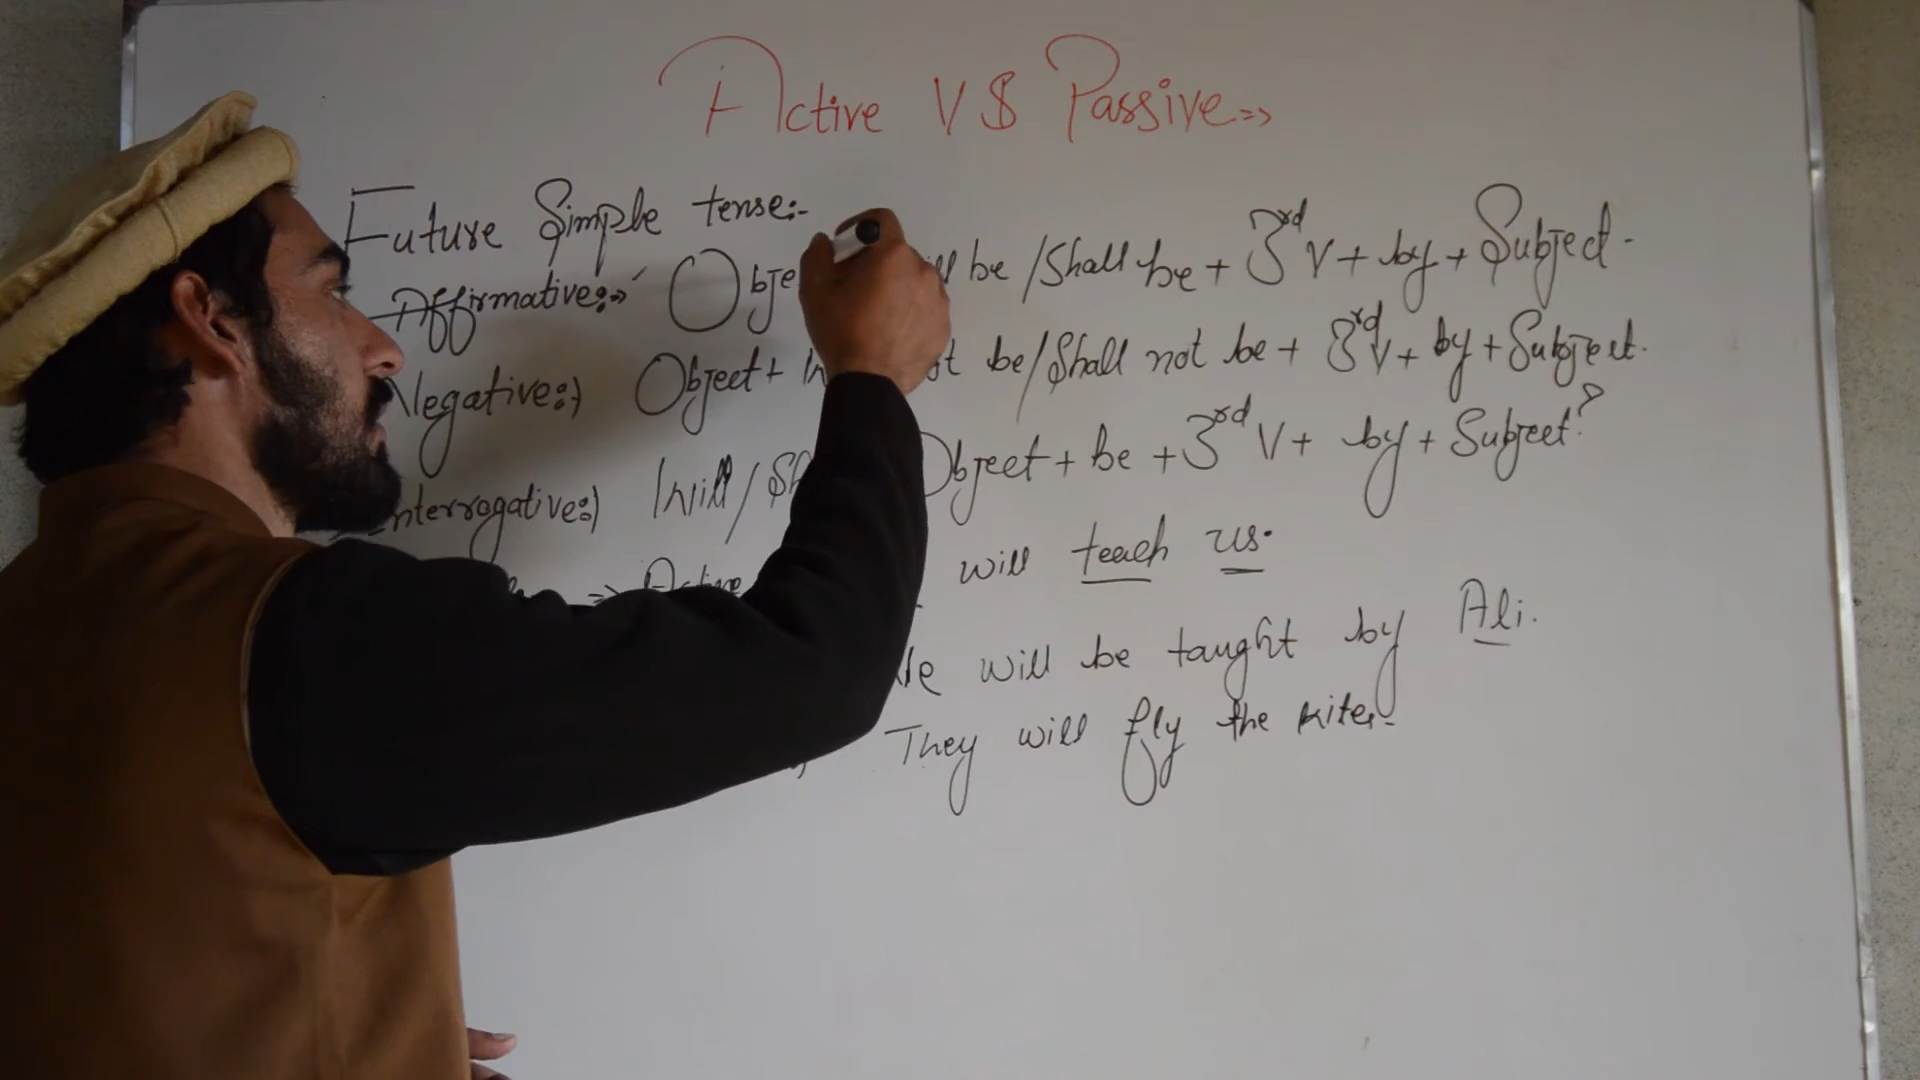 Active VS Passive=>
Future Simple tense:-
Affirmative:-> Obje be /Shall be + 3rd V + by + Subject.
Negative:) Object + be/Shall not be + 3rd V + by + Subject.
Interrogative:) Will / Object + be + 3rd V + by + Subject?
=> Active will teach us.
will be taught by Ali.
They will fly the kites.